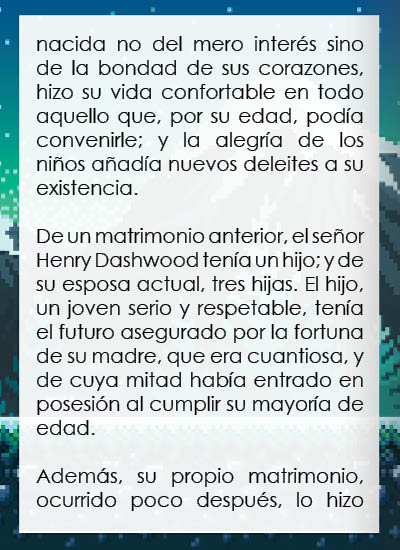 nacida no del mero interés sino
de la bondad de sus corazones,
hizo su vida confortable en todo
aquello que, por su edad, podía
convenirle; y la alegría de los
niños añadía nuevos deleites a su
existencia.
De un matrimonio anterior, el señor
Henry Dashwood tenía un hijo; y de
su esposa actual, tres hijas. El hijo,
un joven serio y respetable, tenía
el futuro asegurado por la fortuna
de su madre, que era cuantiosa, y
de cuya mitad había entrado en
posesión al cumplir su mayoría de
edad.
Además, su propio matrimonio,
ocurrido poco después, lo hizo